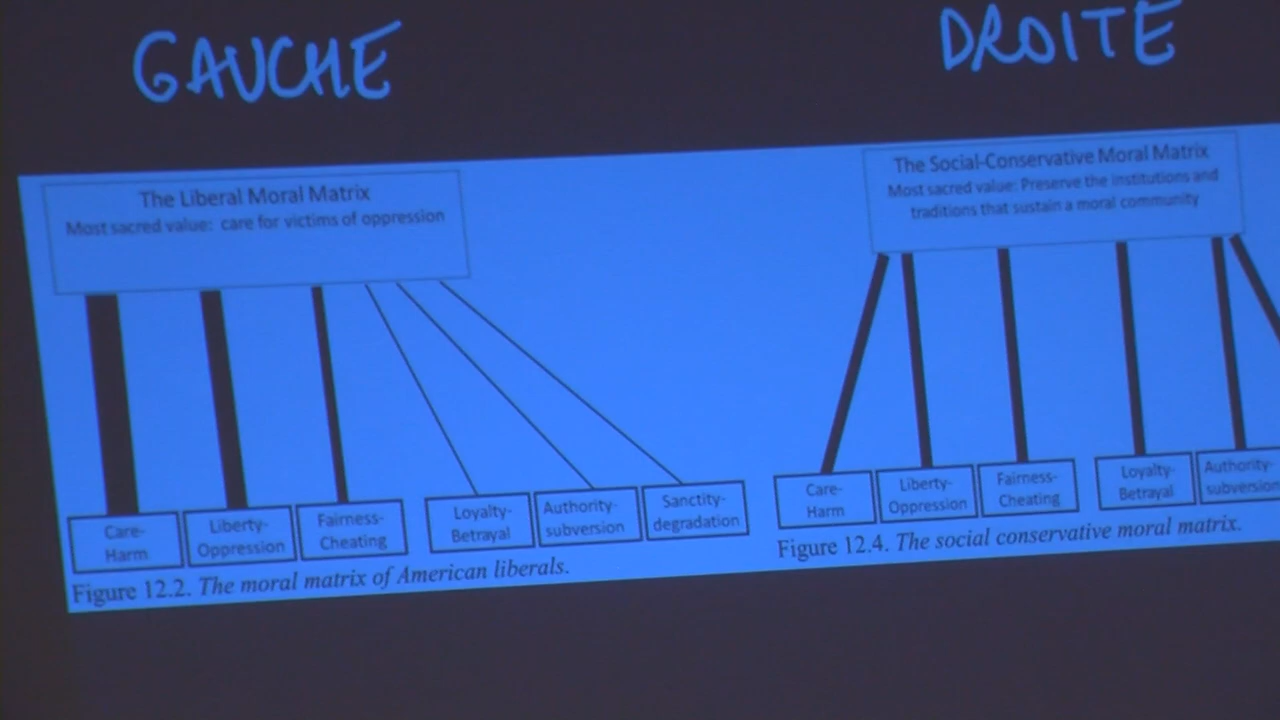 GAUCHE
DROITE
The Liberal Moral Matrix
Most sacred value: care for victims of oppression
Care-
Harm
Liberty-
Oppression
Fairness-
Cheating
Loyalty-
Betrayal
Authority-
subversion
Sanctity-
degradation
Figure 12.2. The moral matrix of American liberals.
The Social-Conservative Moral Matrix
Most sacred value: Preserve the institutions and
traditions that sustain a moral community
Care-
Harm
Liberty-
Oppression
Fairness-
Cheating
Loyalty-
Betrayal
Authority-
subversion
Figure 12.4. The social conservative moral matrix.